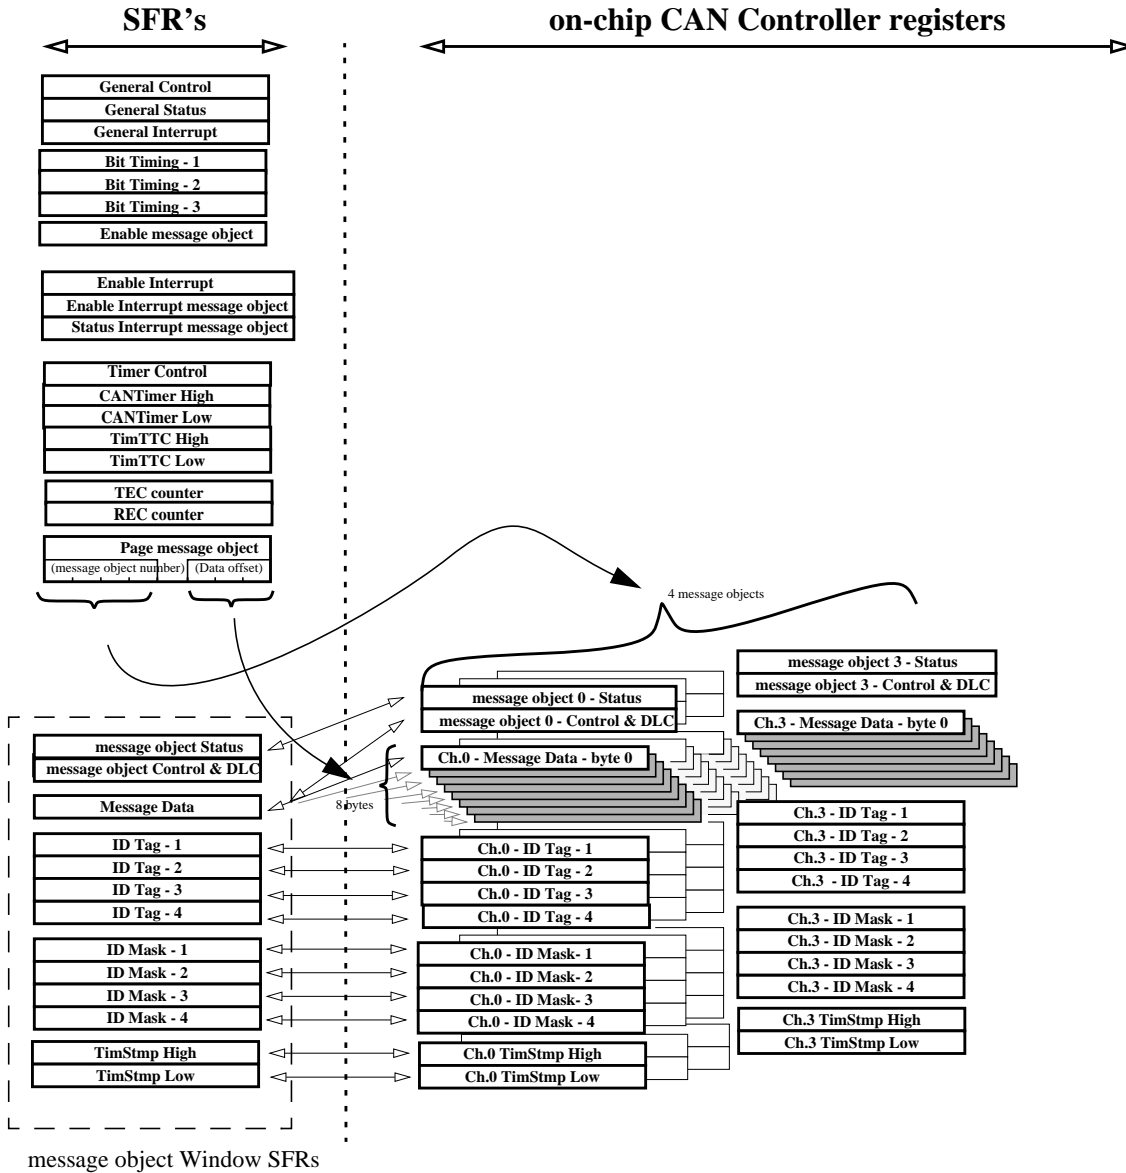 SFR's
on-chip CAN Controller registers
General Control
General Status
General Interrupt
Bit Timing - 1
Bit Timing - 2
Bit Timing - 3
Enable message object
Enable Interrupt
Enable Interrupt message object
Status Interrupt message object
Timer Control
CANTimer High
CANTimer Low
TimTTC High
TimTTC Low
TEC counter
REC counter
Page message object
(message object number) (Data offset)
4 message objects
message object Status
message object Control & DLC
Message Data
ID Tag - 1
ID Tag - 2
ID Tag - 3
ID Tag - 4
ID Mask - 1
ID Mask - 2
ID Mask - 3
ID Mask - 4
TimStmp High
TimStmp Low
message object Window SFRs
8 bytes
message object 0 - Status
message object 0 - Control & DLC
Ch.0 - Message Data - byte 0
Ch.0 - ID Tag - 1
Ch.0 - ID Tag - 2
Ch.0 - ID Tag - 3
Ch.0 - ID Tag - 4
Ch.0 - ID Mask- 1
Ch.0 - ID Mask- 2
Ch.0 - ID Mask- 3
Ch.0 - ID Mask - 4
Ch.0 TimStmp High
Ch.0 TimStmp Low
message object 3 - Status
message object 3 - Control & DLC
Ch.3 - Message Data - byte 0
Ch.3 - ID Tag - 1
Ch.3 - ID Tag - 2
Ch.3 - ID Tag - 3
Ch.3 - ID Tag - 4
Ch.3 - ID Mask - 1
Ch.3 - ID Mask - 2
Ch.3 - ID Mask - 3
Ch.3 - ID Mask - 4
Ch.3 TimStmp High
Ch.3 TimStmp Low